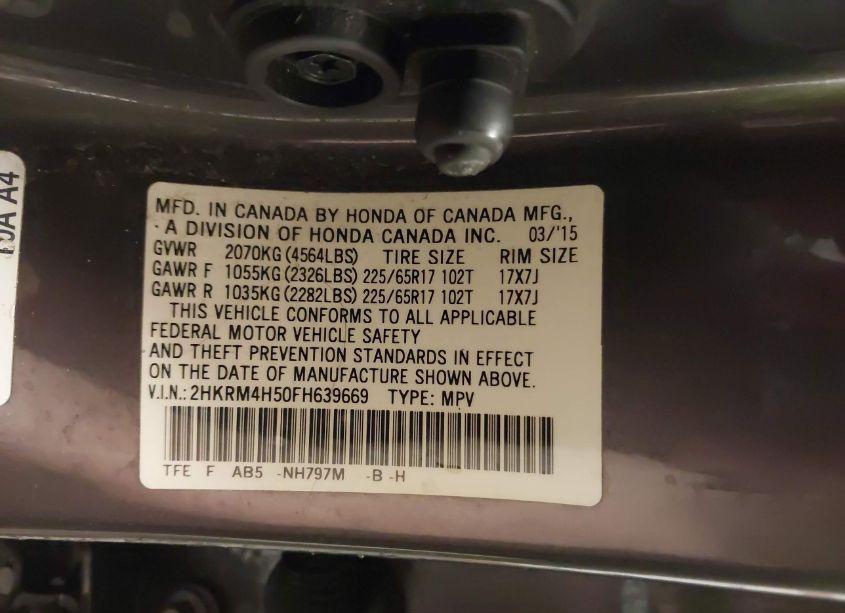 MFD. IN CANADA BY HONDA OF CANADA MFG.,
A DIVISION OF HONDA CANADA INC. 03/'15
GVWR 2070KG (4564LBS) TIRE SIZE RIM SIZE
GAWR F 1055KG (2326LBS) 225/65R17 102T 17X7J
GAWR R 1035KG (2282LBS) 225/65R17 102T 17X7J
THIS VEHICLE CONFORMS TO ALL APPLICABLE
FEDERAL MOTOR VEHICLE SAFETY
AND THEFT PREVENTION STANDARDS IN EFFECT
ON THE DATE OF MANUFACTURE SHOWN ABOVE.
V.I.N.: 2HKRM4H50FH639669 TYPE: MPV
TFE F AB5 -NH797M -B -H
A4